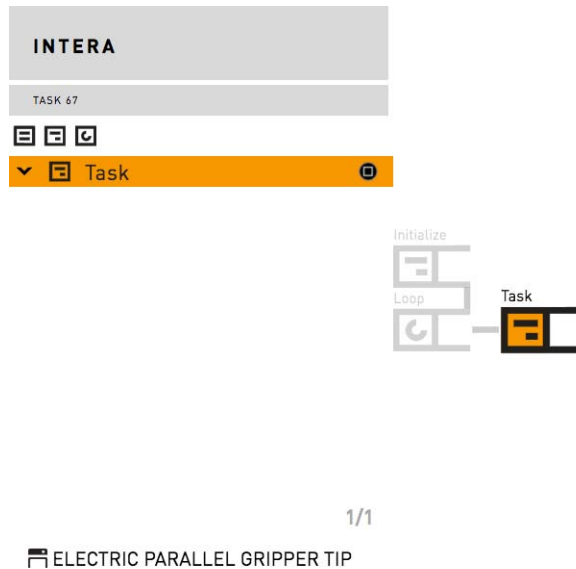 INTERA
TASK 67
Task
Initialize
Loop
Task
1/1
ELECTRIC PARALLEL GRIPPER TIP